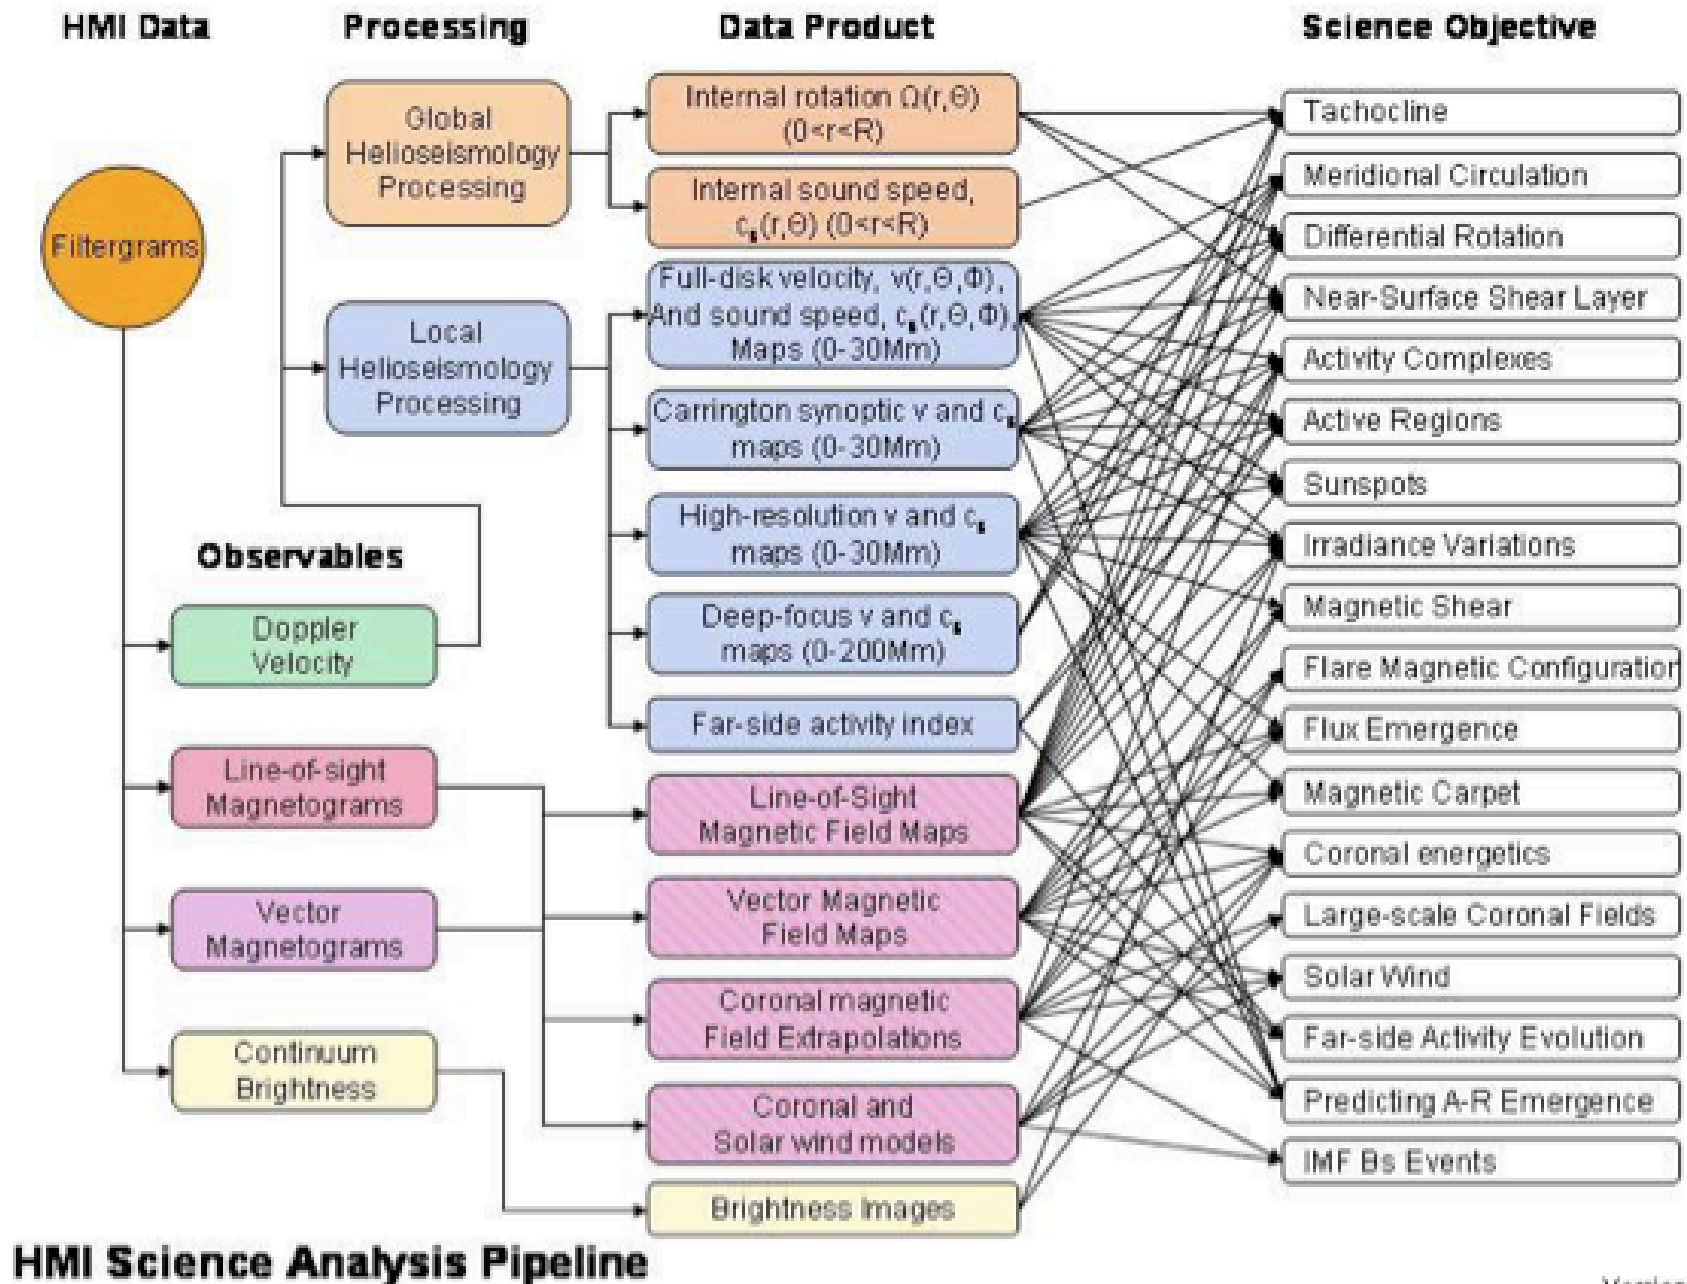 HMI Data
Processing
Data Product
Science Objective
Filtergrams
Global
Helioseismology
Processing
Local
Helioseismology
Processing
Observables
Doppler
Velocity
Line-of-sight
Magnetograms
Vector
Magnetograms
Continuum
Brightness
Internal rotation Ω(r,Θ)
(0<r<R)
Internal sound speed,
cs(r,Θ) (0<r<R)
Full-disk velocity, v(r,Θ,Φ),
And sound speed, cs(r,Θ,Φ),
Maps (0-30Mm)
Carrington synoptic v and cs
maps (0-30Mm)
High-resolution v and cs
maps (0-30Mm)
Deep-focus v and cs
maps (0-200Mm)
Far-side activity index
Line-of-Sight
Magnetic Field Maps
Vector Magnetic
Field Maps
Coronal magnetic
Field Extrapolations
Coronal and
Solar wind models
Brightness Images
Tachocline
Meridional Circulation
Differential Rotation
Near-Surface Shear Layer
Activity Complexes
Active Regions
Sunspots
Irradiance Variations
Magnetic Shear
Flare Magnetic Configuration
Flux Emergence
Magnetic Carpet
Coronal energetics
Large-scale Coronal Fields
Solar Wind
Far-side Activity Evolution
Predicting A-R Emergence
IMF Bs Events
HMI Science Analysis Pipeline